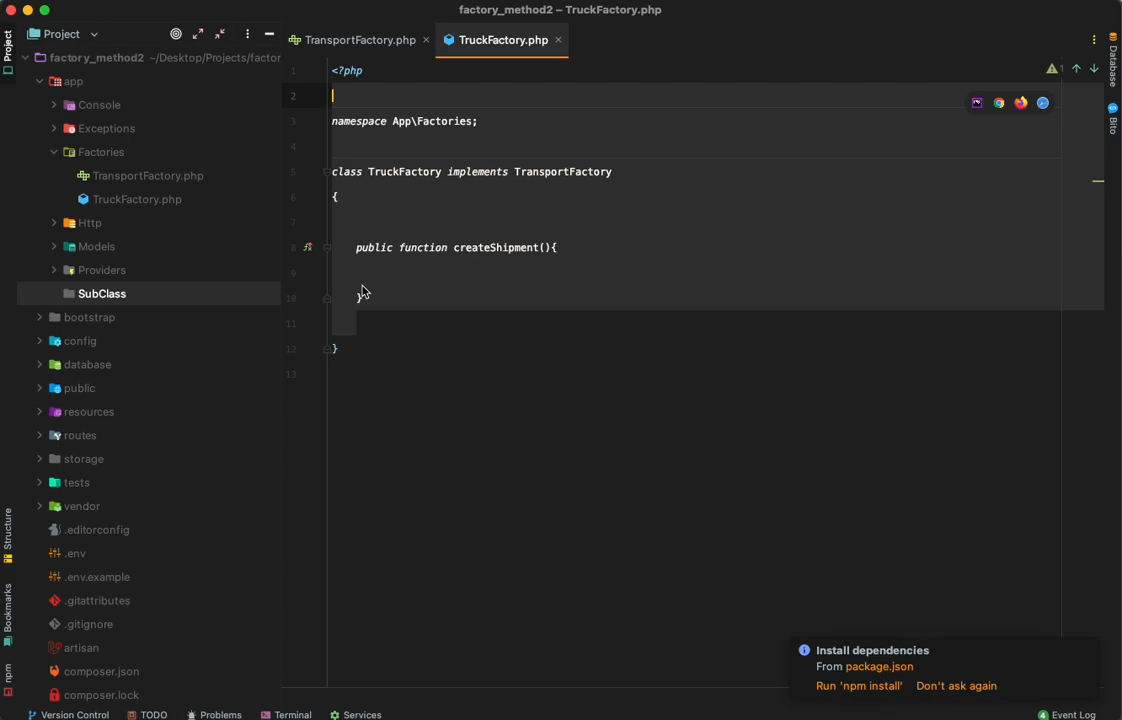 factory_method2 – TruckFactory.php
Project
TransportFactory.php
TruckFactory.php
Project
factory_method2 ~/Desktop/Projects/factor
app
Console
Exceptions
Factories
TransportFactory.php
TruckFactory.php
Http
Models
Providers
SubClass
bootstrap
config
database
public
resources
routes
storage
tests
vendor
.editorconfig
.env
.env.example
.gitattributes
.gitignore
artisan
composer.json
composer.lock
Structure
Bookmarks
npm
1 <?php
2
3 namespace App\Factories;
4
5 class TruckFactory implements TransportFactory
6 {
7
8 public function createShipment(){
9
10 }
11
12 }
13
1
Database
Bito
Install dependencies
From package.json
Run 'npm install' Don't ask again
Version Control
TODO
Problems
Terminal
Services
4 Event Log